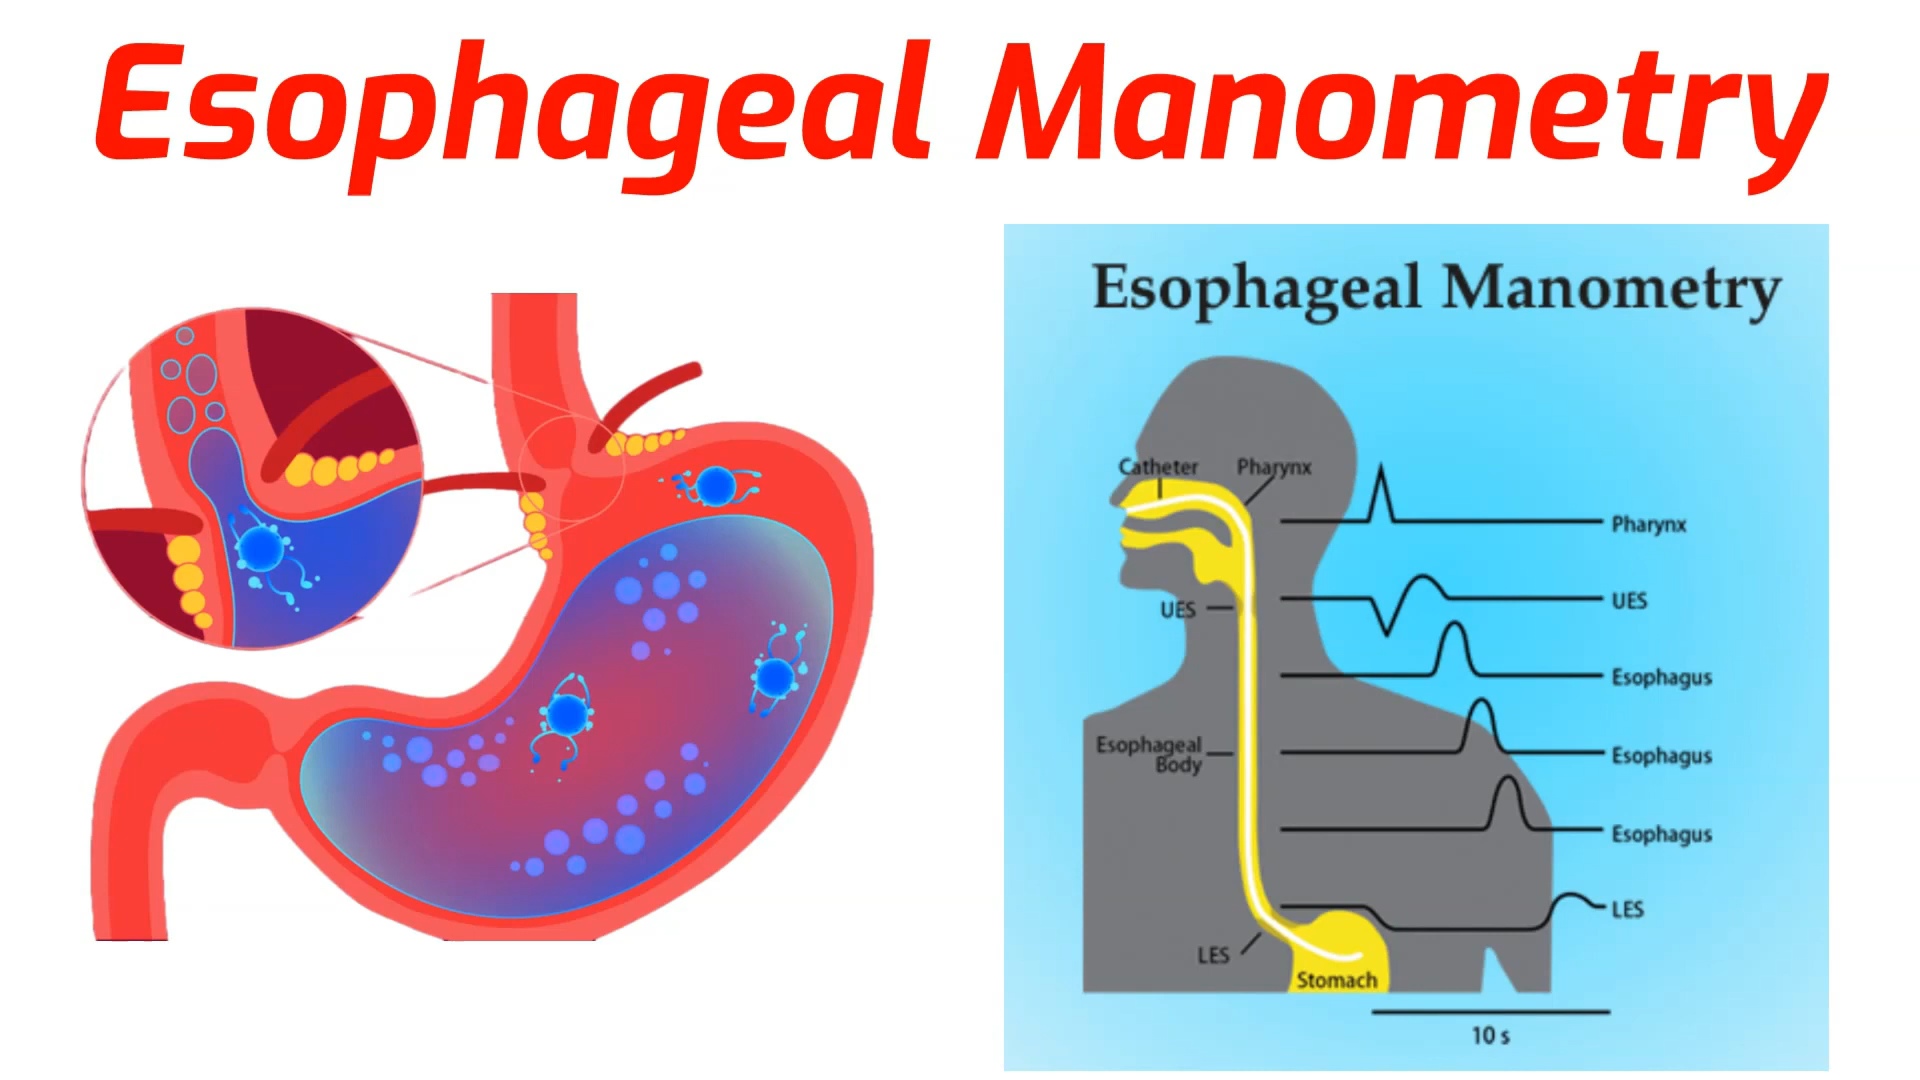 Esophageal Manometry
Esophageal Manometry
Catheter
Pharynx
Pharynx
UES
UES
Esophagus
Esophageal
Body
Esophagus
Esophagus
LES
LES
Stomach
10 s